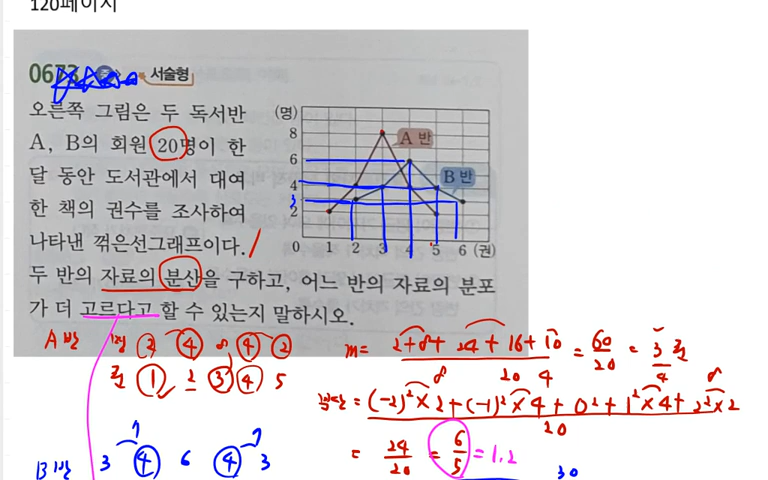 120페이지
0673 서술형
오른쪽 그림은 두 독서반
A, B의 회원 20명이 한
달 동안 도서관에서 대여
한 책의 권수를 조사하여
나타낸 꺾은선그래프이다.
두 반의 자료의 분산을 구하고, 어느 반의 자료의 분포
가 더 고르다고 할 수 있는지 말하시오.
(명)
8
6
4
3
2
0 1 2 3 4 5 6 (권)
A 반
B 반
A반 명 2 4 8 4 2
권 1 2 3 4 5
m= 2+8+24+16+10 / 20 = 60/20 = 3 권
분산 = (-2)²×2+(-1)²×4+0²+1²×4+2²×2 / 20
= 24/20 = 6/5 = 1.2
B반 3 4 6 4 3
30